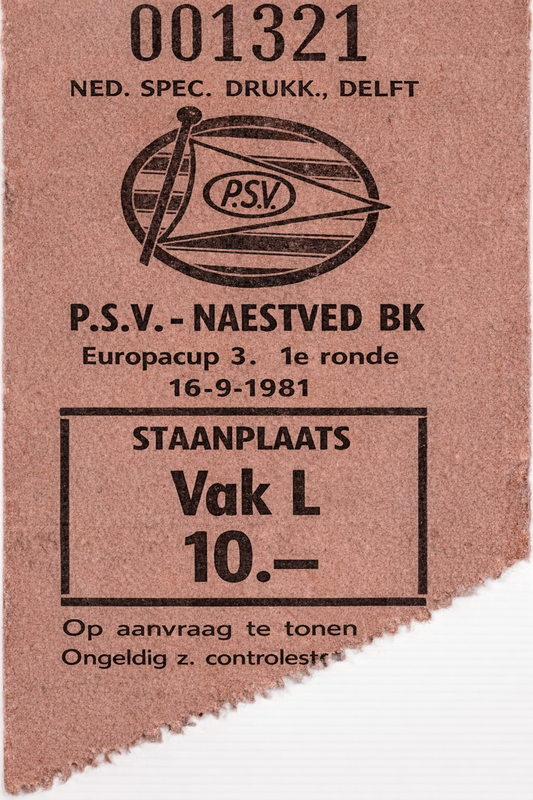 001321
NED. SPEC. DRUKK., DELFT
P.S.V.
P.S.V. - NAESTVED BK
Europacup 3. 1e ronde
16-9-1981
STAANPLAATS
Vak L
10.—
Op aanvraag te tonen
Ongeldig z.